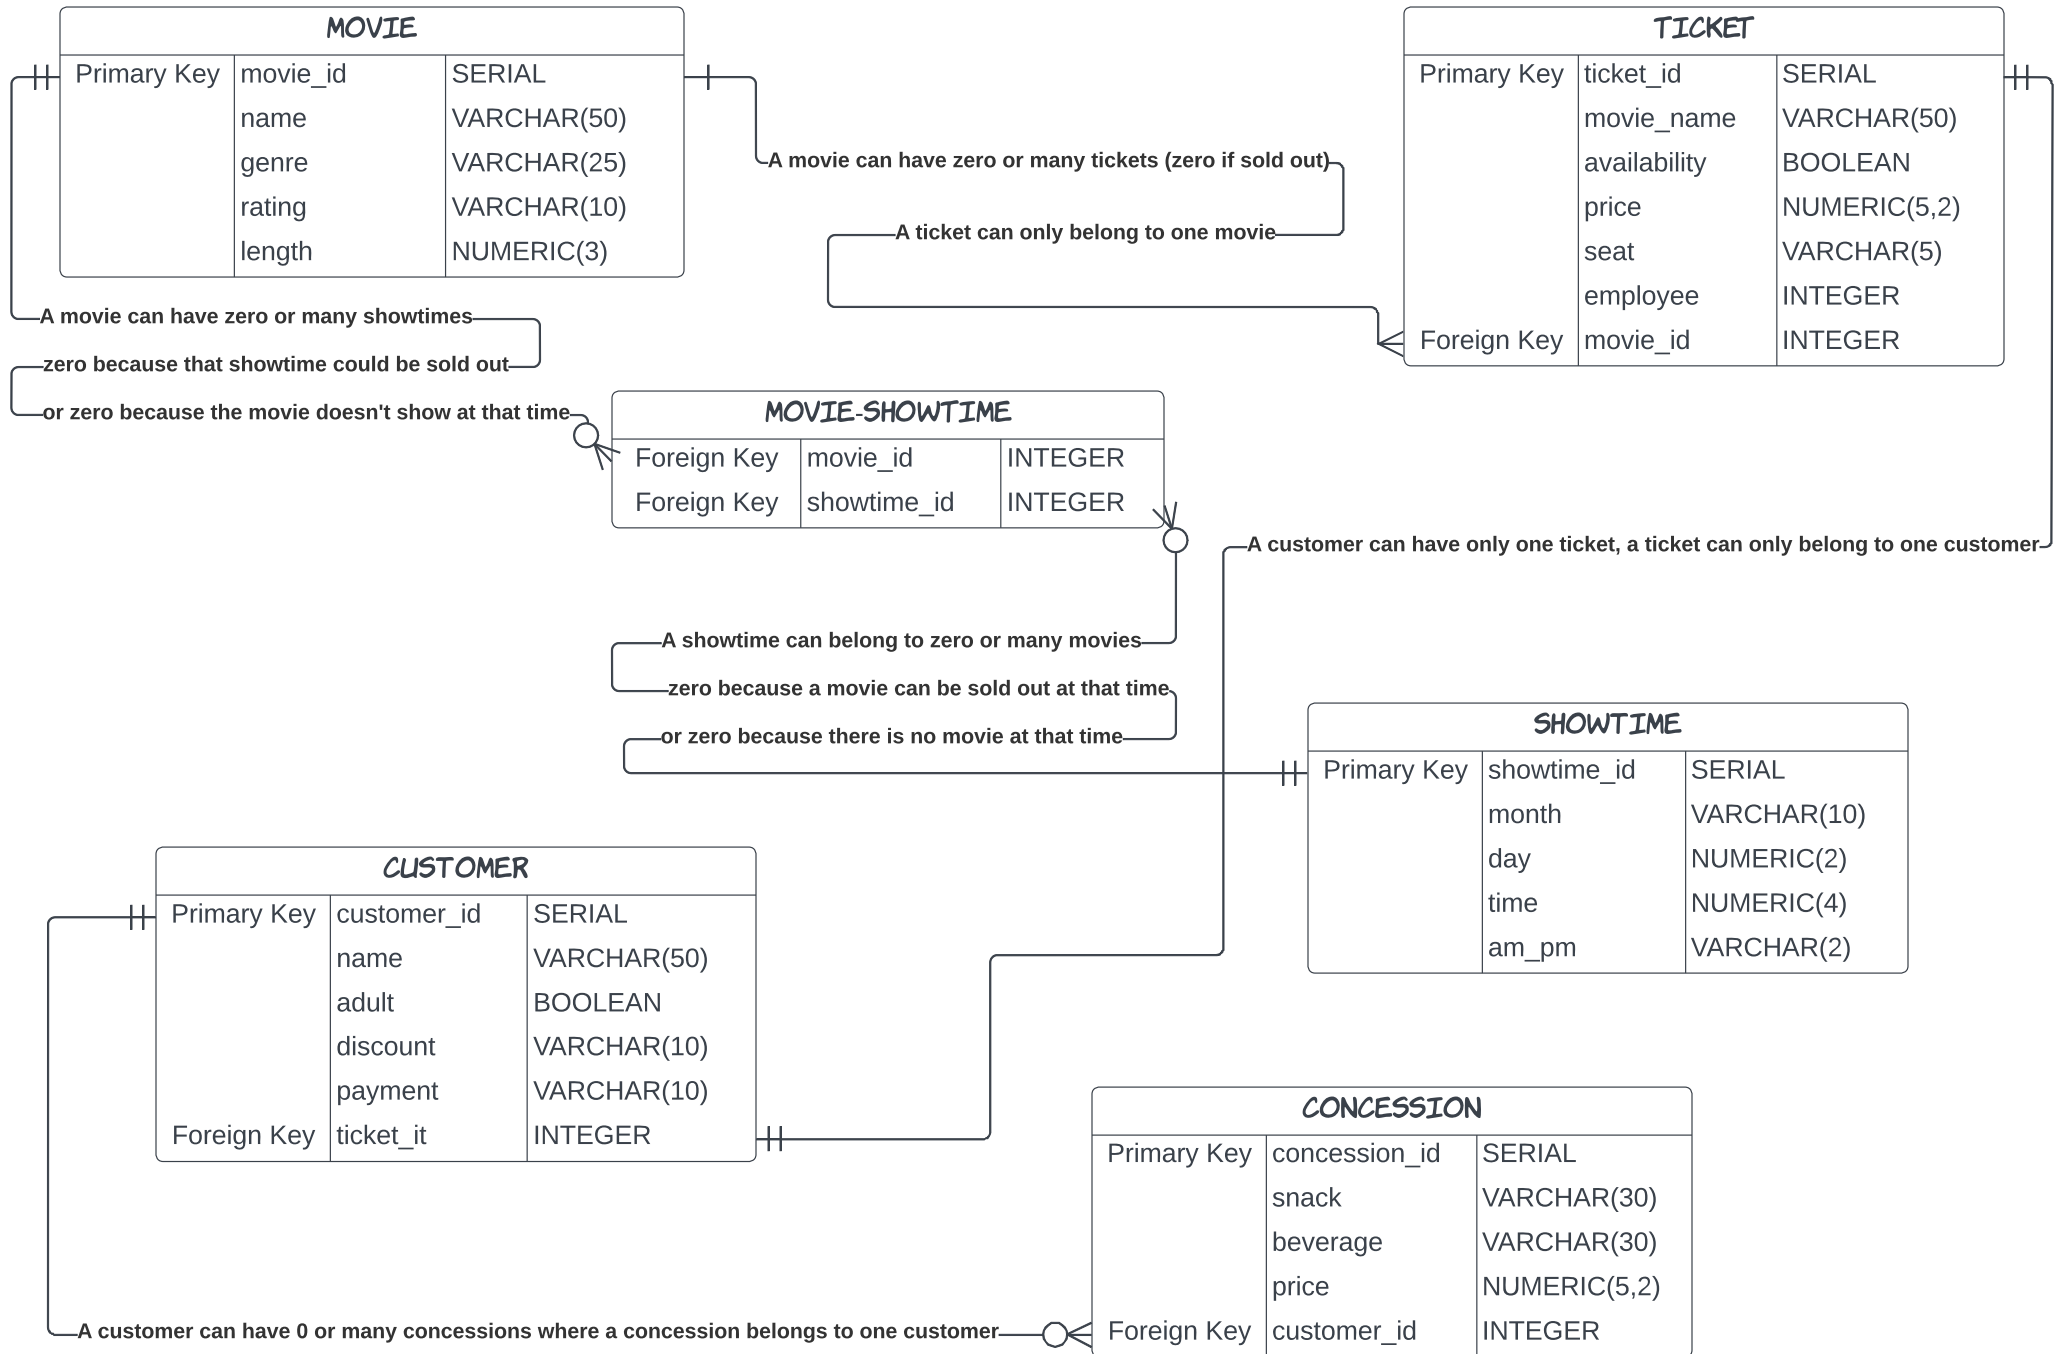 MOVIE
Primary Key movie_id SERIAL
name VARCHAR(50)
genre VARCHAR(25)
rating VARCHAR(10)
length NUMERIC(3)
TICKET
Primary Key ticket_id SERIAL
movie_name VARCHAR(50)
availability BOOLEAN
price NUMERIC(5,2)
seat VARCHAR(5)
employee INTEGER
Foreign Key movie_id INTEGER
A movie can have zero or many tickets (zero if sold out)
A ticket can only belong to one movie
A movie can have zero or many showtimes
zero because that showtime could be sold out
or zero because the movie doesn't show at that time
MOVIE-SHOWTIME
Foreign Key movie_id INTEGER
Foreign Key showtime_id INTEGER
A customer can have only one ticket, a ticket can only belong to one customer
A showtime can belong to zero or many movies
zero because a movie can be sold out at that time
or zero because there is no movie at that time
SHOWTIME
Primary Key showtime_id SERIAL
month VARCHAR(10)
day NUMERIC(2)
time NUMERIC(4)
am_pm VARCHAR(2)
CUSTOMER
Primary Key customer_id SERIAL
name VARCHAR(50)
adult BOOLEAN
discount VARCHAR(10)
payment VARCHAR(10)
Foreign Key ticket_it INTEGER
CONCESSION
Primary Key concession_id SERIAL
snack VARCHAR(30)
beverage VARCHAR(30)
price NUMERIC(5,2)
Foreign Key customer_id INTEGER
A customer can have 0 or many concessions where a concession belongs to one customer